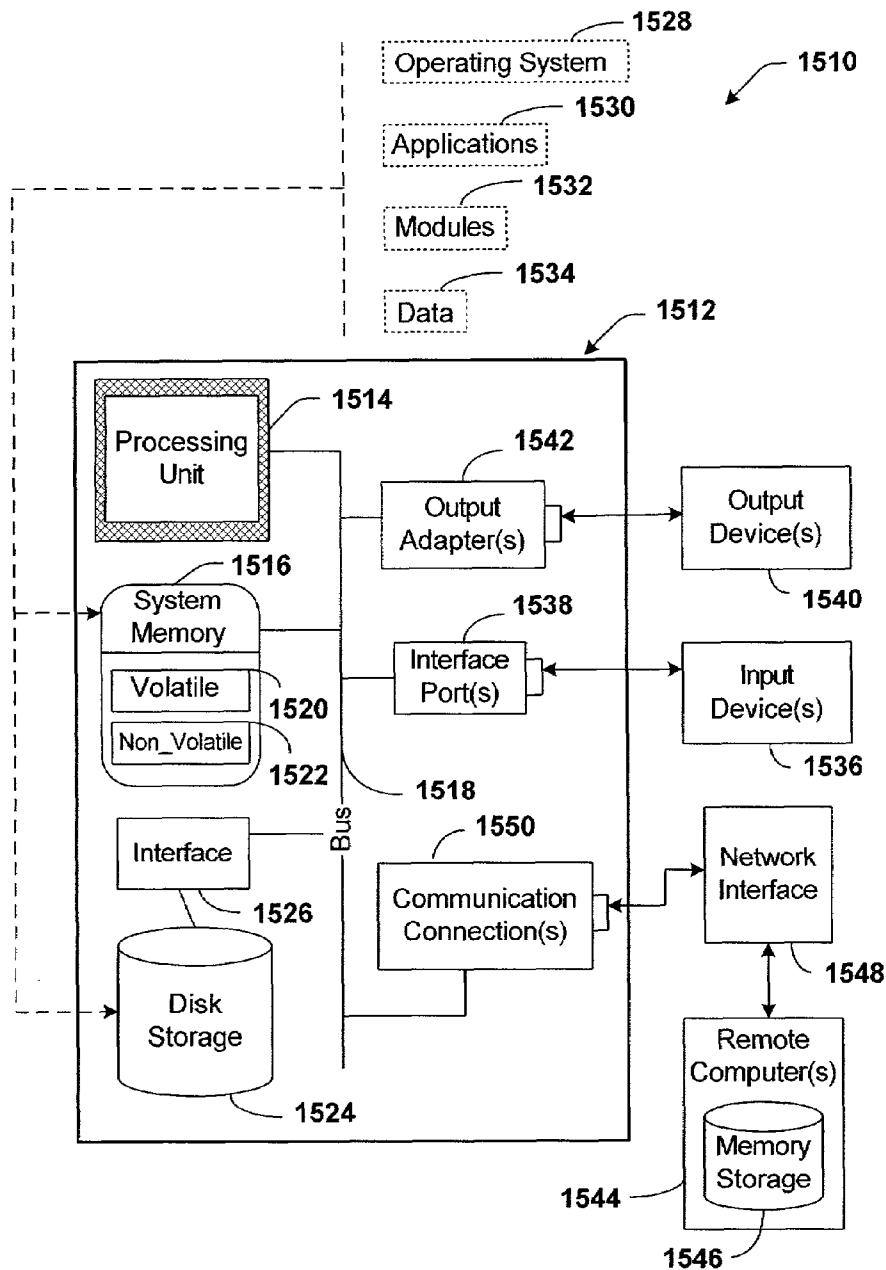 1528
Operating System
1510
1530
Applications
1532
Modules
1534
Data
1512
1514
Processing
Unit
1542
Output
Adapter(s)
Output
Device(s)
1540
1516
System
Memory
1538
Interface
Port(s)
Input
Device(s)
1536
Volatile
1520
Non_Volatile
1522
1518
Bus
1550
Interface
1526
Communication
Connection(s)
Network
Interface
1548
Disk
Storage
1524
Remote
Computer(s)
Memory
Storage
1544
1546